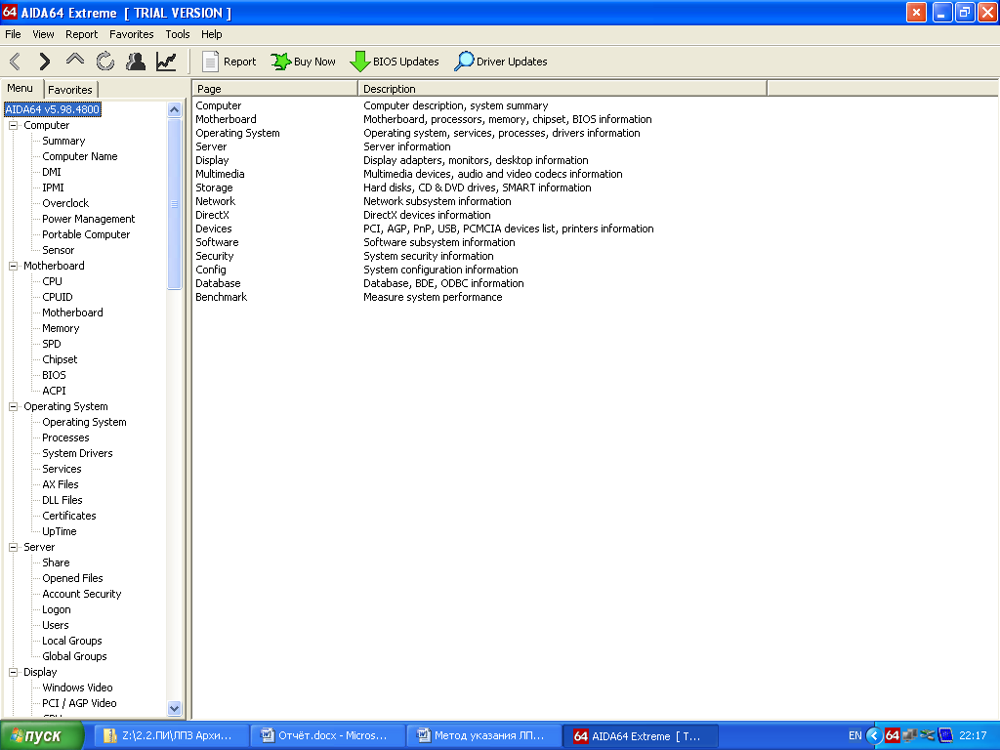 64 AIDA64 Extreme [ TRIAL VERSION ]
File View Report Favorites Tools Help
Report Buy Now BIOS Updates Driver Updates
Menu Favorites
AIDA64 v5.98.4800
Computer
Summary
Computer Name
DMI
IPMI
Overclock
Power Management
Portable Computer
Sensor
Motherboard
CPU
CPUID
Motherboard
Memory
SPD
Chipset
BIOS
ACPI
Operating System
Operating System
Processes
System Drivers
Services
AX Files
DLL Files
Certificates
UpTime
Server
Share
Opened Files
Account Security
Logon
Users
Local Groups
Global Groups
Display
Windows Video
PCI / AGP Video
Page Description
Computer Computer description, system summary
Motherboard Motherboard, processors, memory, chipset, BIOS information
Operating System Operating system, services, processes, drivers information
Server Server information
Display Display adapters, monitors, desktop information
Multimedia Multimedia devices, audio and video codecs information
Storage Hard disks, CD & DVD drives, SMART information
Network Network subsystem information
DirectX DirectX devices information
Devices PCI, AGP, PnP, USB, PCMCIA devices list, printers information
Software Software subsystem information
Security System security information
Config System configuration information
Database Database, BDE, ODBC information
Benchmark Measure system performance
пуск Z:\2.2.ПИ\ЛПЗ Архи... Отчёт.docx - Micros... Метод указания ЛП... 64 AIDA64 Extreme [ T... EN 64 22:17